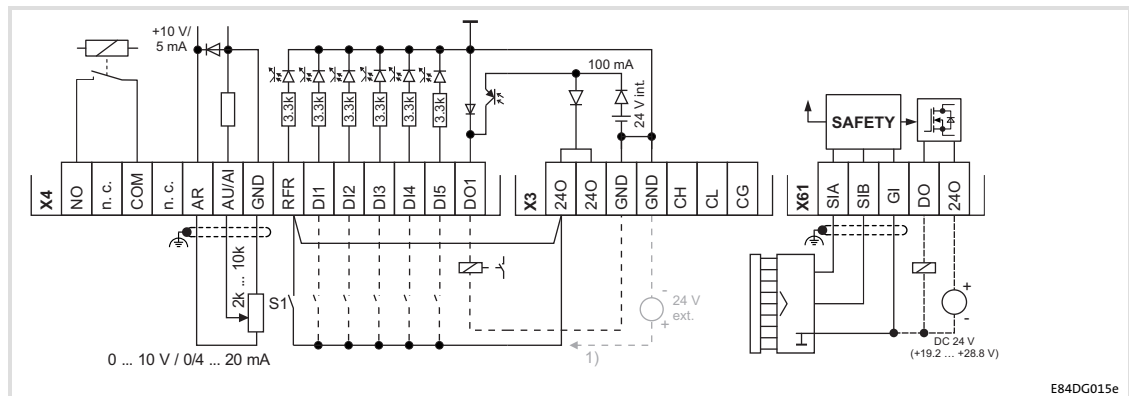 +10 V/
5 mA
100 mA
24 V int.
3.3k
3.3k
3.3k
3.3k
3.3k
3.3k
SAFETY
X4
NO
n. c.
COM
n. c.
AR
AU/AI
GND
RFR
DI1
DI2
DI3
DI4
DI5
DO1
X3
24O
24O
GND
GND
CH
CL
CG
X61
SIA
SIB
GI
DO
24O
2k ... 10k
S1
-
24 V
ext.
+
1)
+
-
DC 24 V
(+19.2 ... +28.8 V)
0 ... 10 V / 0/4 ... 20 mA
E84DG015e